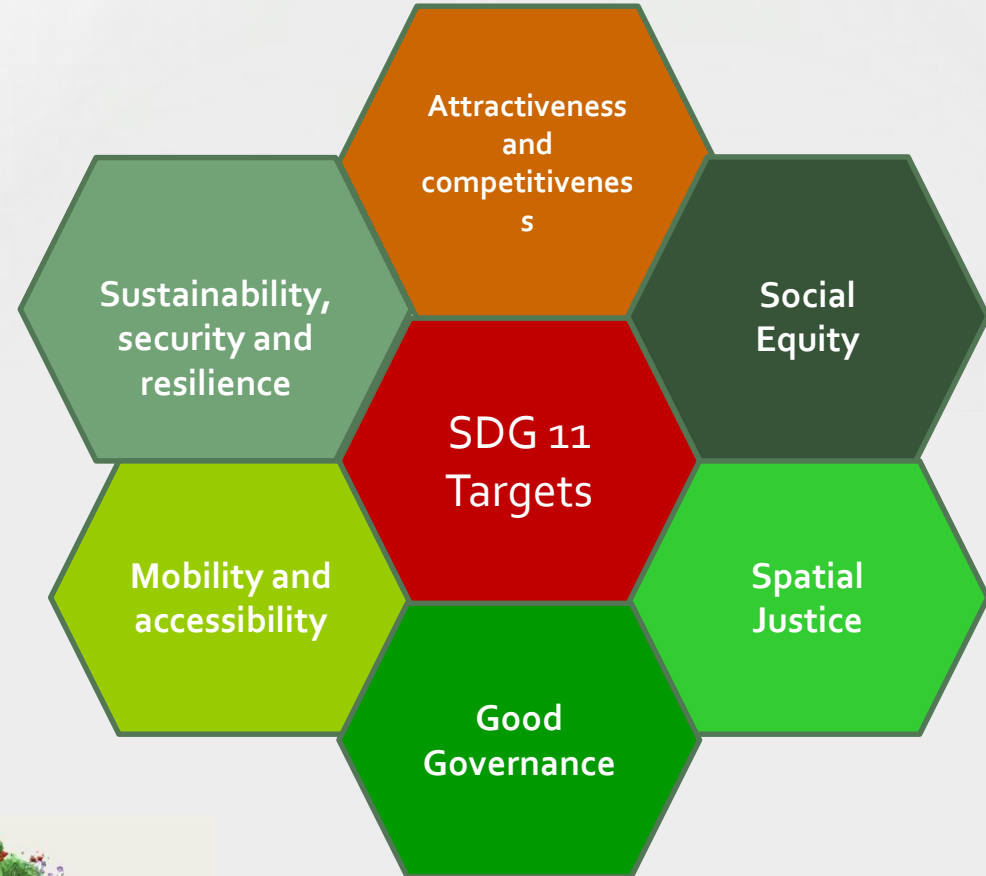 Attractiveness
and
competitivenes
s
Sustainability,
security and
resilience
Social
Equity
SDG 11
Targets
Mobility and
accessibility
Spatial
Justice
Good
Governance